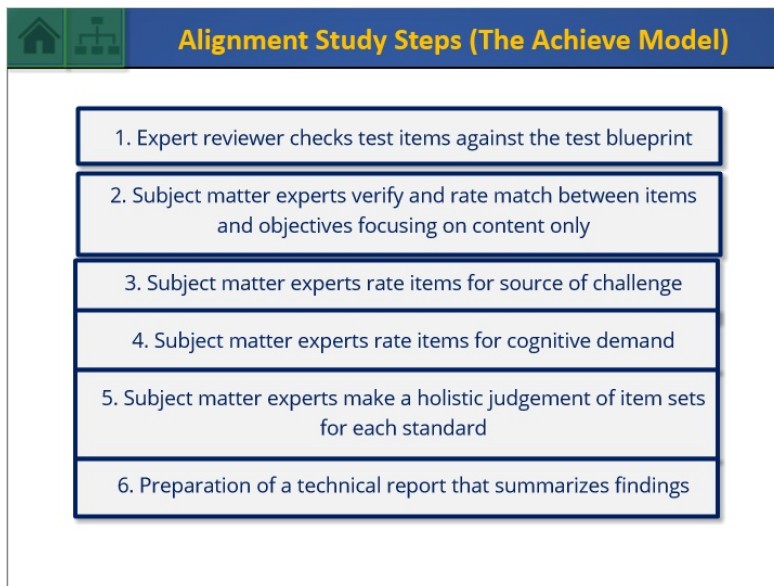 Alignment Study Steps (The Achieve Model)
1. Expert reviewer checks test items against the test blueprint
2. Subject matter experts verify and rate match between items
and objectives focusing on content only
3. Subject matter experts rate items for source of challenge
4. Subject matter experts rate items for cognitive demand
5. Subject matter experts make a holistic judgement of item sets
for each standard
6. Preparation of a technical report that summarizes findings